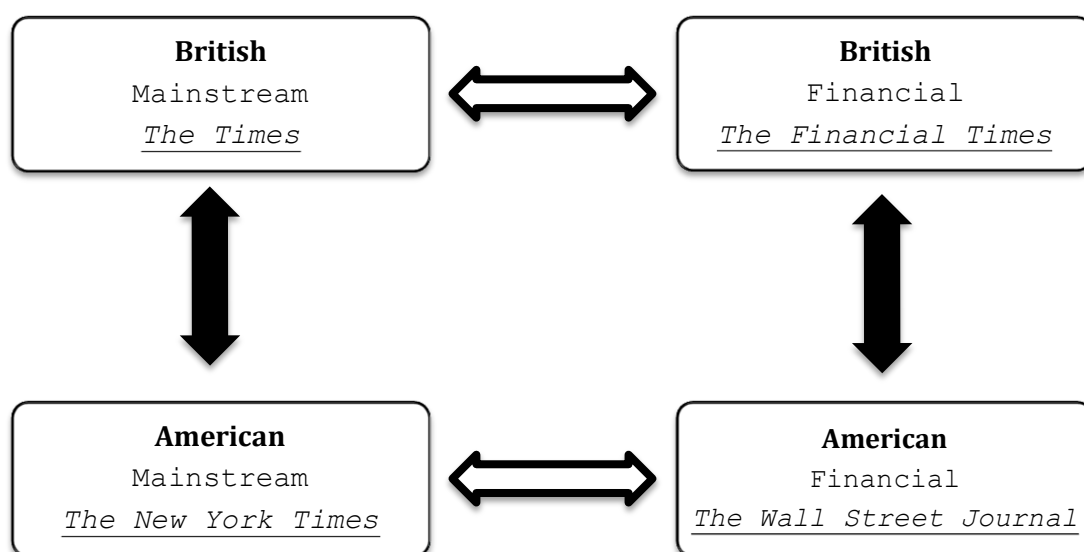 British
Mainstream
The Times
British
Financial
The Financial Times
American
Mainstream
The New York Times
American
Financial
The Wall Street Journal